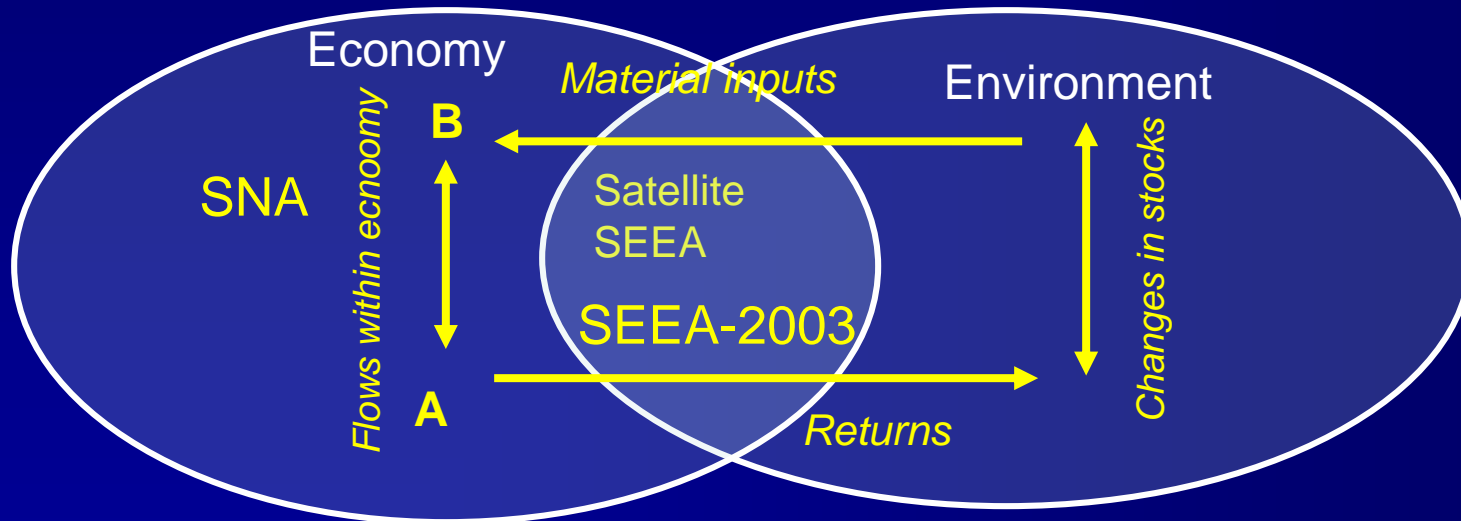 Economy
Material inputs
Environment
B
Flows within ecnoomy
SNA
Satellite
SEEA
SEEA-2003
Changes in stocks
A
Returns